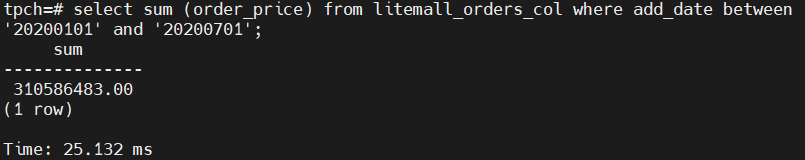 tpch=# select sum (order_price) from litemall_orders_col where add_date between
'20200101' and '20200701';
sum
--------------
310586483.00
(1 row)
Time: 25.132 ms